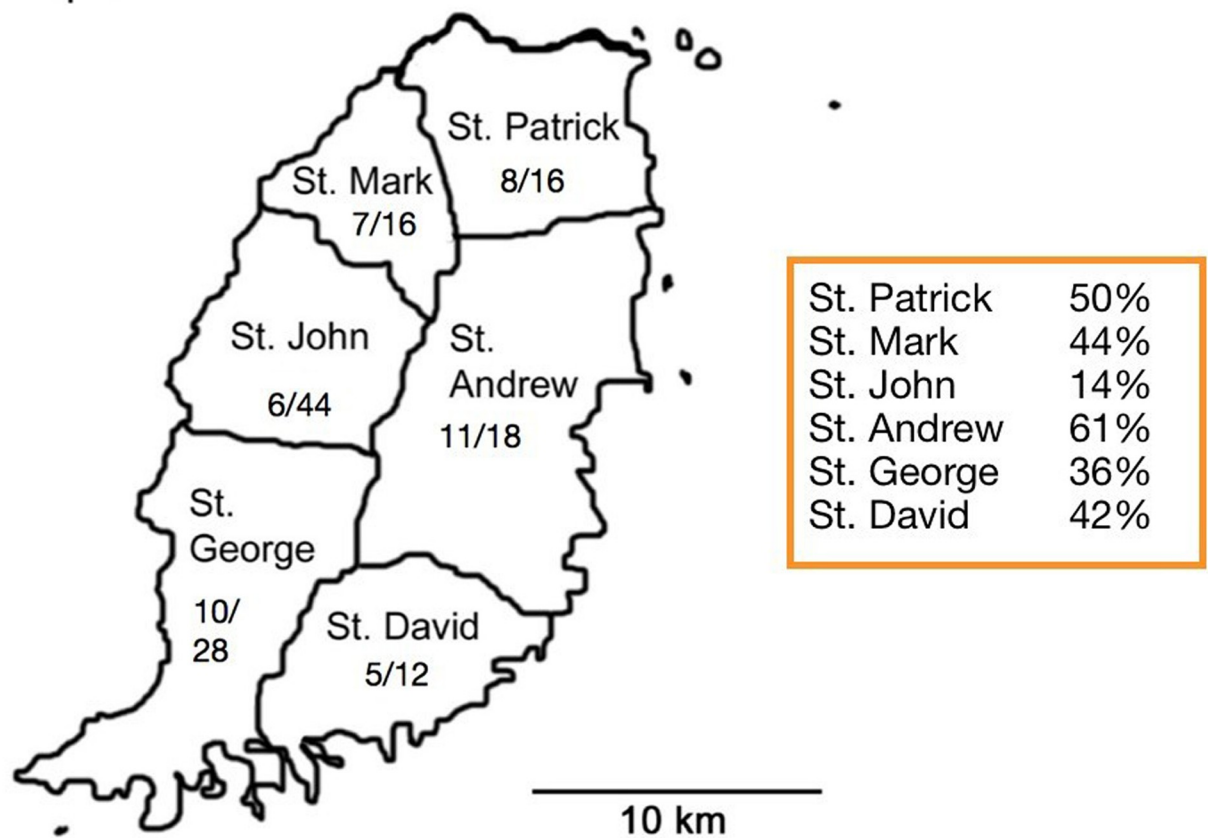 St. Patrick
8/16
St. Mark
7/16
St. John
6/44
St.
Andrew
11/18
St.
George
10/
28
St. David
5/12
St. Patrick 50%
St. Mark 44%
St. John 14%
St. Andrew 61%
St. George 36%
St. David 42%
10 km